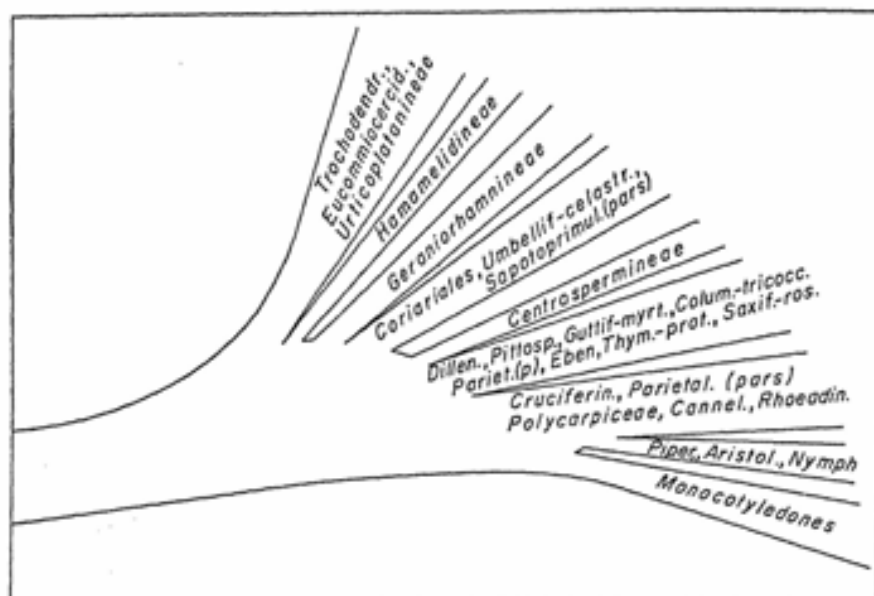 Trochodendr.,
Eucommiocercid.,
Urticoplatanineae
Hamamelidineae
Geraniorhamnineae
Coriariales, Umbellif-celastr.,
Sapotoprimul.(pars)
Centrospermineae
Dillen., Pittosp., Guttif-myrt., Colum.-tricocc.
Pariet.(p), Eben., Thym.-prot., Saxif.-ros.
Cruciferin., Parietal. (pars)
Polycarpiceae, Cannel., Rhoeadin.
Piper., Aristol., Nymph
Monocotyledones